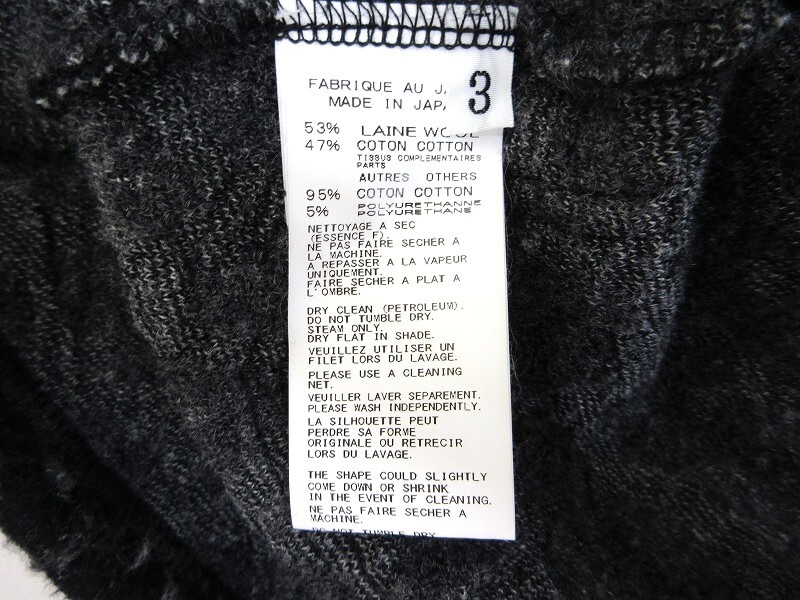 3
FABRIQUE AU J
MADE IN JAP
53% LAINE
47% COTON COTTON
TISSUS COMPLEMENTAIRES
PARTS
AUTRES OTHERS
95% COTON COTTON
5% POLYURETHANNE
POLYURETHANE
NETTOYAGE A SEC
(ESSENCE F).
NE PAS FAIRE SECHER A
LA MACHINE.
A REPASSER A LA VAPEUR
UNIQUEMENT.
FAIRE SECHER A PLAT A
L'OMBRE.
DRY CLEAN (PETROLEUM).
DO NOT TUMBLE DRY.
STEAM ONLY.
DRY FLAT IN SHADE.
VEUILLEZ UTILISER UN
FILET LORS DU LAVAGE.
PLEASE USE A CLEANING
NET.
VEUILLER LAVER SEPAREMENT.
PLEASE WASH INDEPENDENTLY.
LA SILHOUETTE PEUT
PERDRE SA FORME
ORIGINALE OU RETRECIR
LORS DU LAVAGE.
THE SHAPE COULD SLIGHTLY
COME DOWN OR SHRINK
IN THE EVENT OF CLEANING.
NE PAS FAIRE SECHER A
MACHINE.
DO NOT TUMBLE DRY